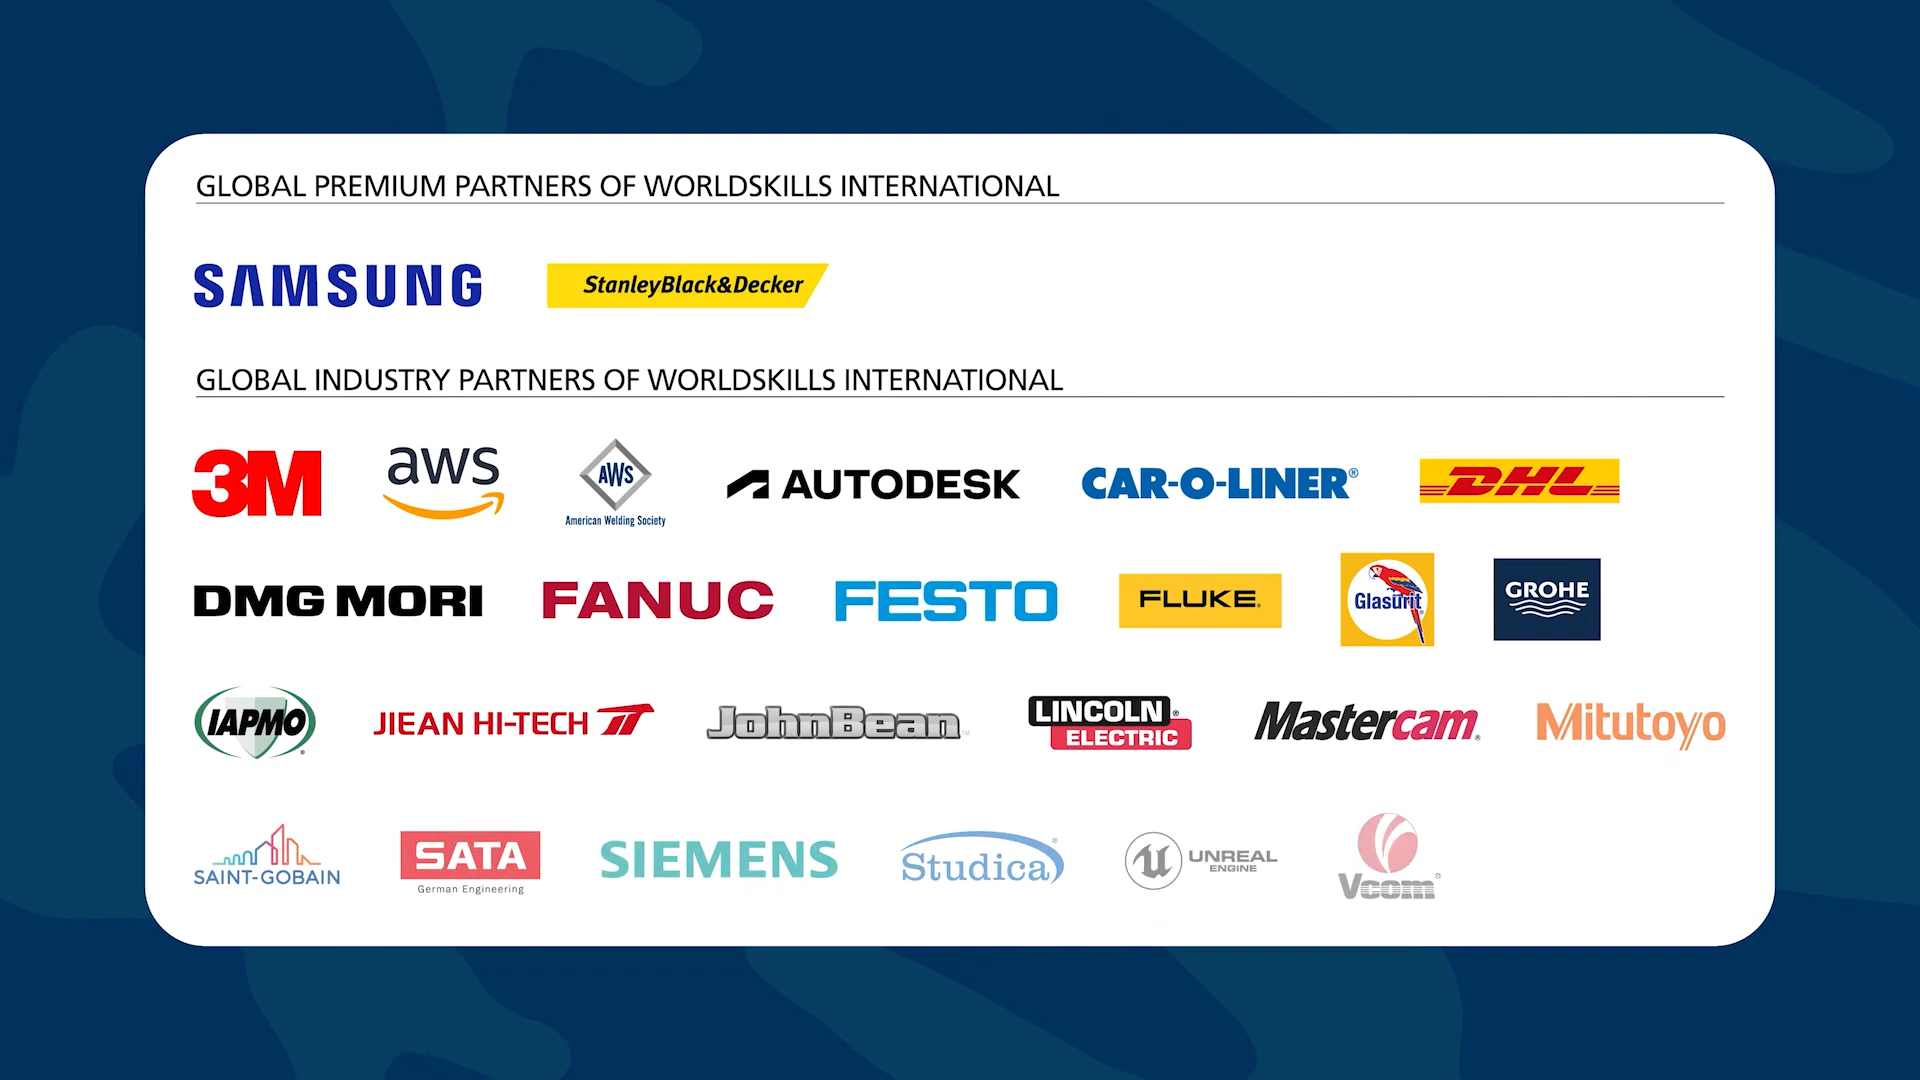 GLOBAL PREMIUM PARTNERS OF WORLDSKILLS INTERNATIONAL
SAMSUNG StanleyBlack&Decker
GLOBAL INDUSTRY PARTNERS OF WORLDSKILLS INTERNATIONAL
3M aws AWS AUTODESK CAR-O-LINER® DHL
American Welding Society
DMG MORI FANUC FESTO FLUKE® Glasurit GROHE
IAPMO® JIEAN HI-TECH JohnBean™ LINCOLN® Mastercam® Mitutoyo
ELECTRIC
SAINT-GOBAIN SATA SIEMENS Studica® UNREAL Vcom®
German Engineering ENGINE